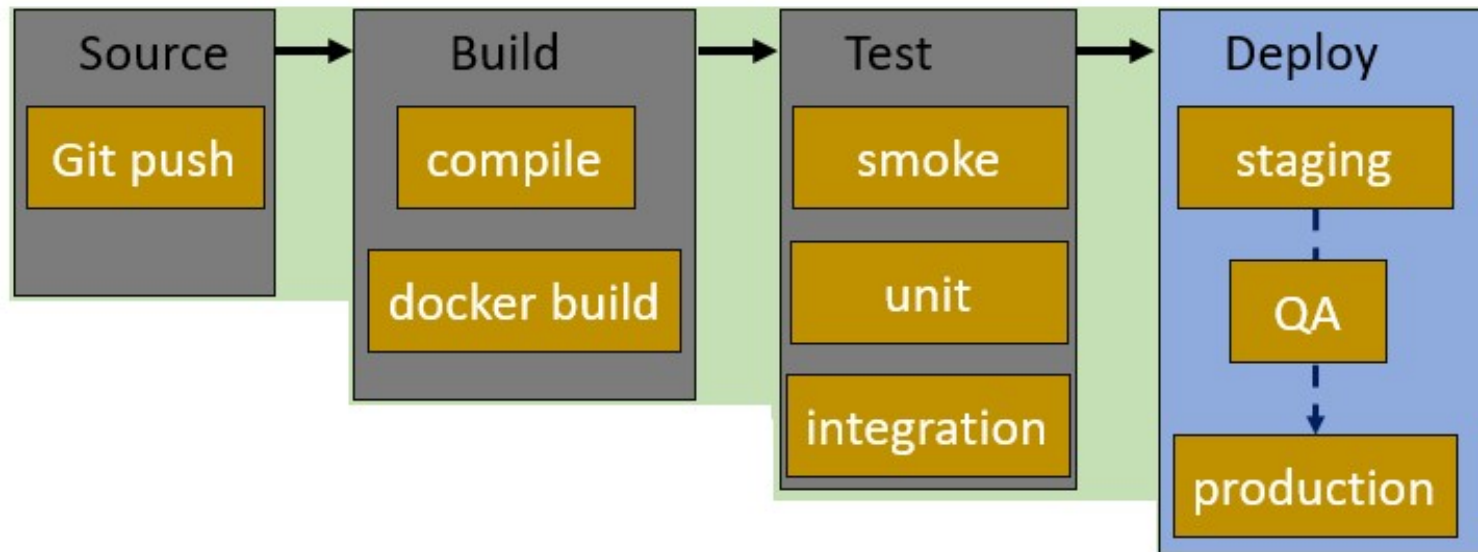 Source
Git push
Build
compile
docker build
Test
smoke
unit
integration
Deploy
staging
QA
production